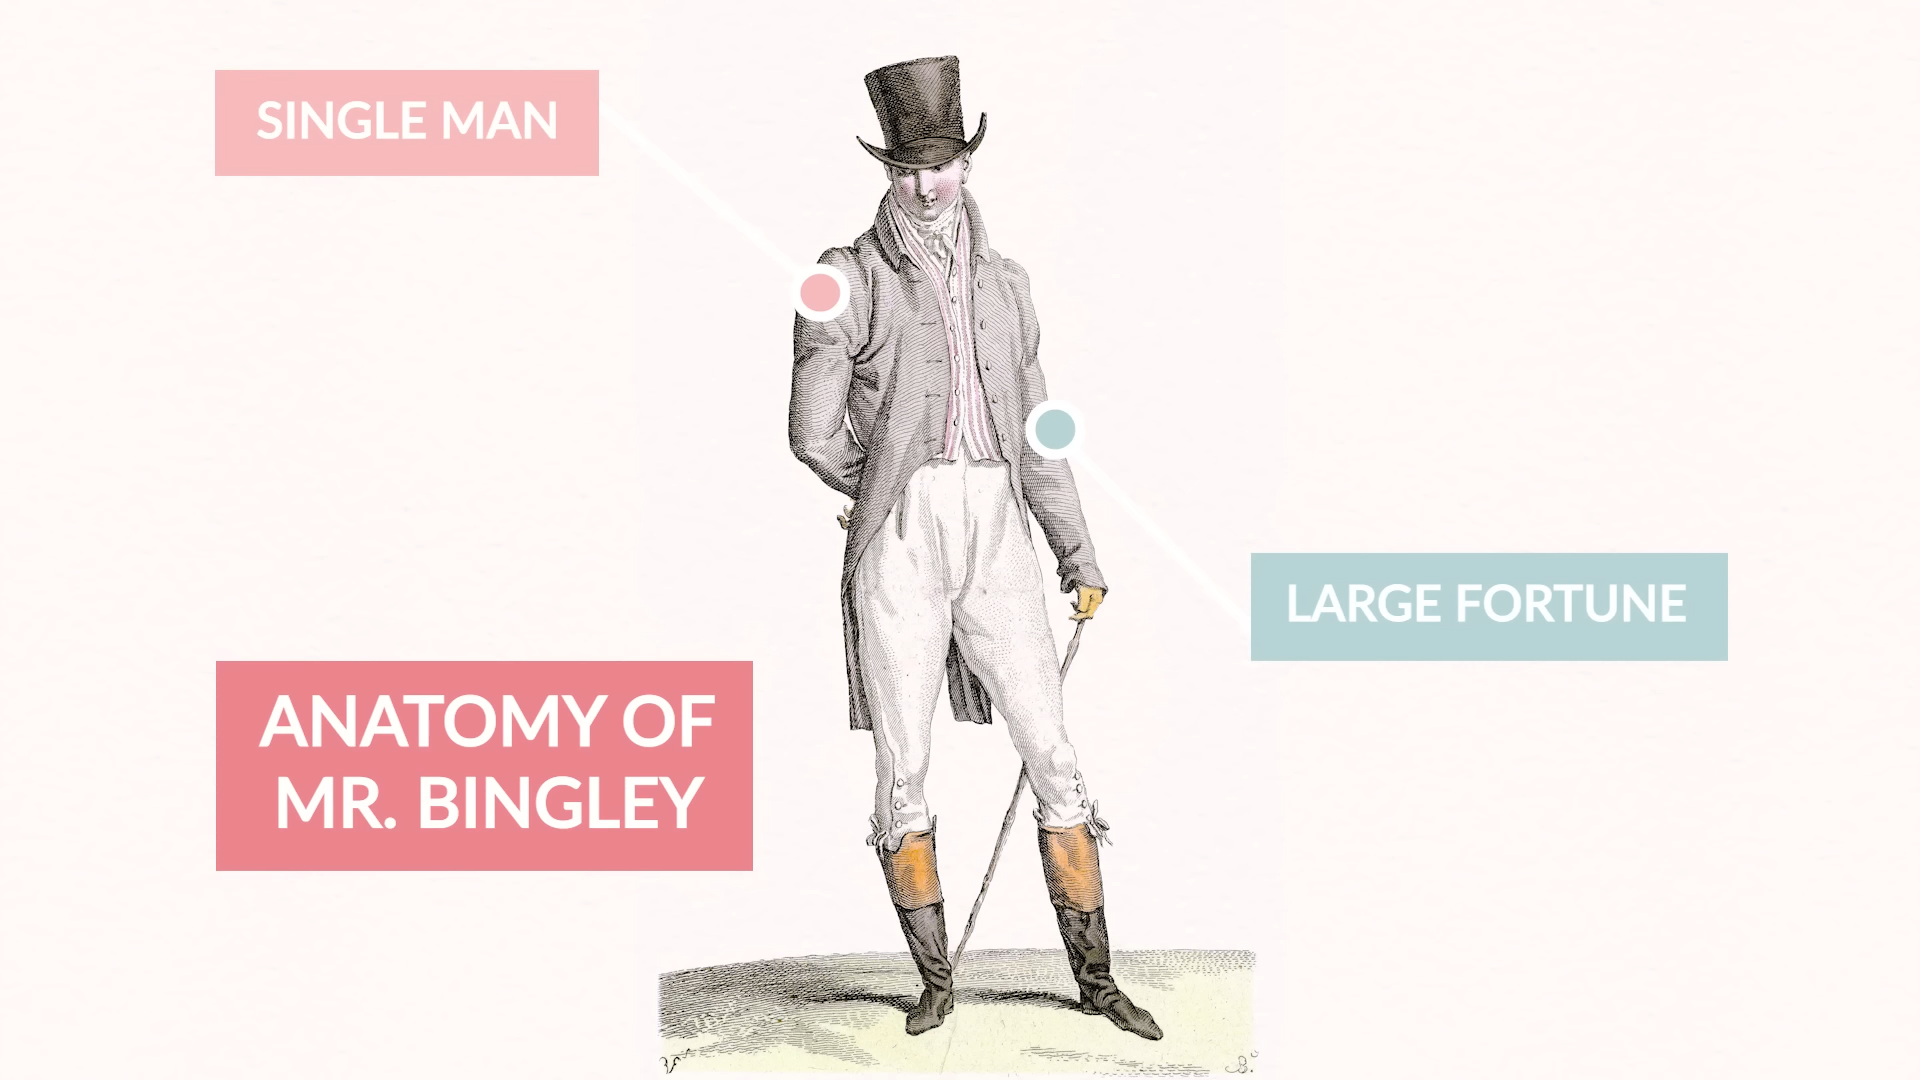 SINGLE MAN
LARGE FORTUNE
ANATOMY OF
MR. BINGLEY